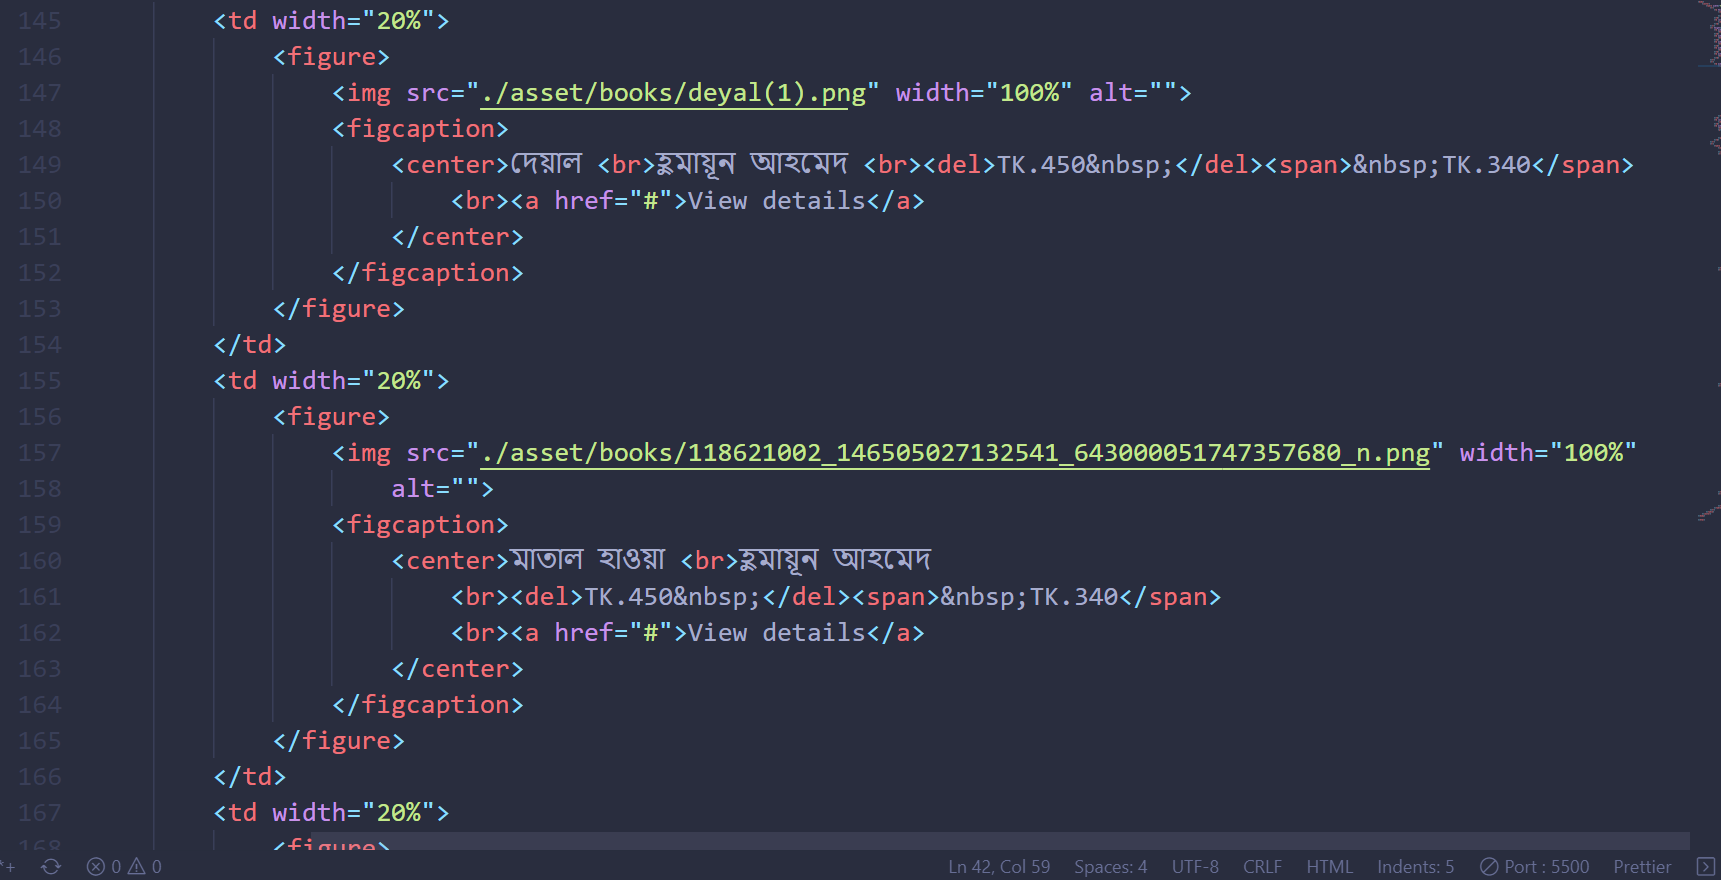 145 <td width="20%">
146 <figure>
147 <img src="./asset/books/deyal(1).png" width="100%" alt="">
148 <figcaption>
149 <center>দেয়াল <br>হুমায়ূন আহমেদ <br><del>TK.450&nbsp;</del><span>&nbsp;TK.340</span>
150 <br><a href="#">View details</a>
151 </center>
152 </figcaption>
153 </figure>
154 </td>
155 <td width="20%">
156 <figure>
157 <img src="./asset/books/118621002_146505027132541_643000051747357680_n.png" width="100%"
158 alt="">
159 <figcaption>
160 <center>মাতাল হাওয়া <br>হুমায়ূন আহমেদ
161 <br><del>TK.450&nbsp;</del><span>&nbsp;TK.340</span>
162 <br><a href="#">View details</a>
163 </center>
164 </figcaption>
165 </figure>
166 </td>
167 <td width="20%">
168 <figure>
0 0 Ln 42, Col 59 Spaces: 4 UTF-8 CRLF HTML Indents: 5 Port : 5500 Prettier